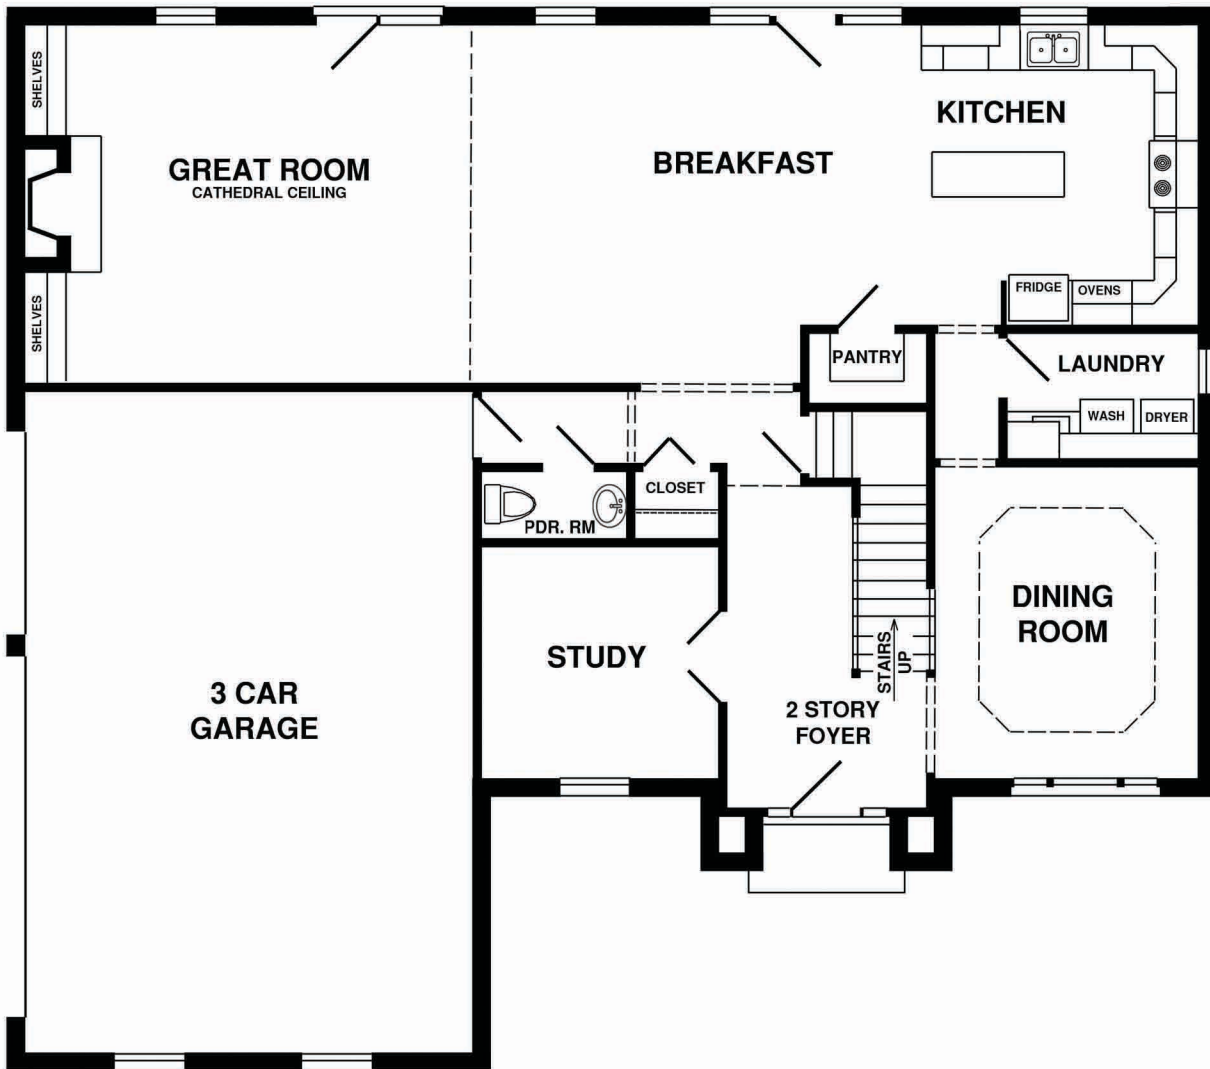 SHELVES
GREAT ROOM
CATHEDRAL CEILING
BREAKFAST
KITCHEN
SHELVES
FRIDGE
OVENS
PANTRY
LAUNDRY
WASH
DRYER
CLOSET
PDR. RM
STUDY
DINING
ROOM
STAIRS
UP
3 CAR
GARAGE
2 STORY
FOYER